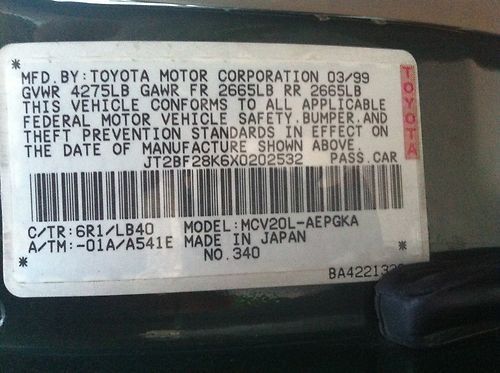 MFD. BY: TOYOTA MOTOR CORPORATION 03/99
GVWR 4275LB GAWR FR 2665LB RR 2665LB
THIS VEHICLE CONFORMS TO ALL APPLICABLE
FEDERAL MOTOR VEHICLE SAFETY, BUMPER, AND
THEFT PREVENTION STANDARDS IN EFFECT ON
THE DATE OF MANUFACTURE SHOWN ABOVE.
JT2BF28K6X0202532 PASS. CAR
TOYOTA
C/TR: 6R1/LB40 MODEL: MCV20L-AEPGKA
A/TM: -01A/A541E MADE IN JAPAN
NO. 340